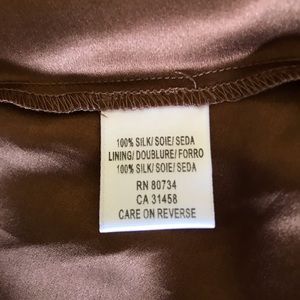 100% SILK/SOIE/SEDA
LINING/DOUBLURE/FORRO
100% SILK/SOIE/SEDA
RN 80734
CA 31458
CARE ON REVERSE